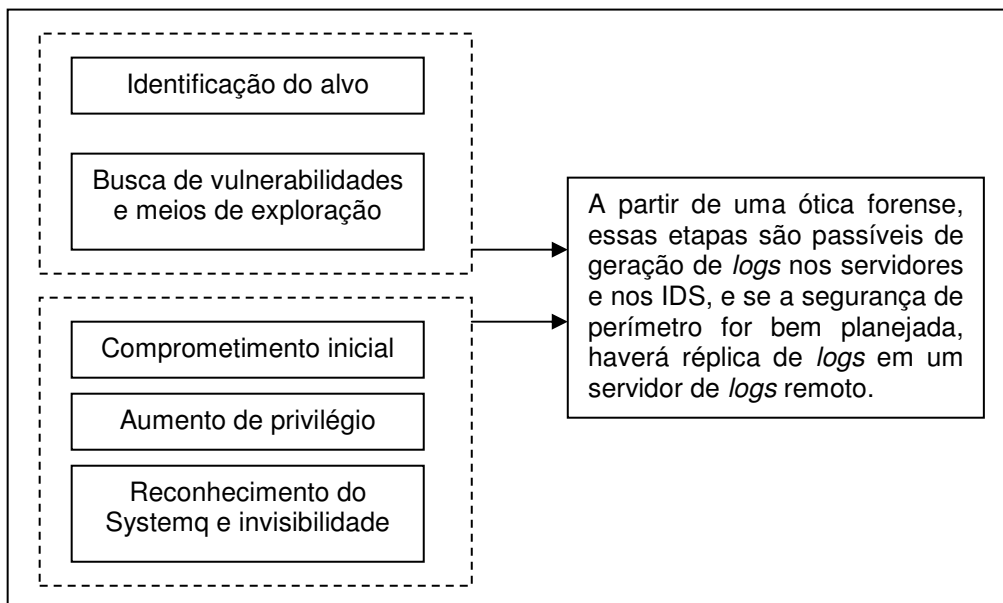 Identificação do alvo
Busca de vulnerabilidades
e meios de exploração
Comprometimento inicial
Aumento de privilégio
Reconhecimento do
Systemq e invisibilidade
A partir de uma ótica forense,
essas etapas são passíveis de
geração de logs nos servidores
e nos IDS, e se a segurança de
perímetro for bem planejada,
haverá réplica de logs em um
servidor de logs remoto.